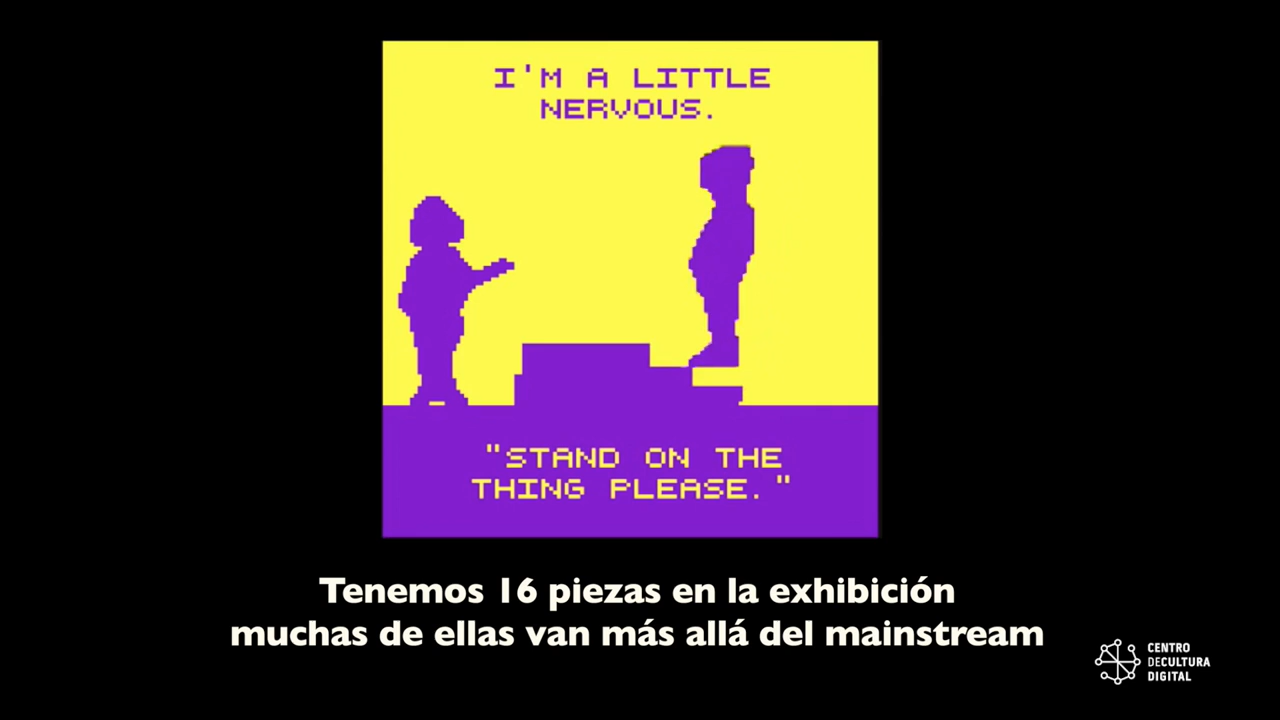 I'M A LITTLE
NERVOUS.
"STAND ON THE
THING PLEASE."
Tenemos 16 piezas en la exhibición
muchas de ellas van más allá del mainstream
CENTRO
DECULTURA
DIGITAL